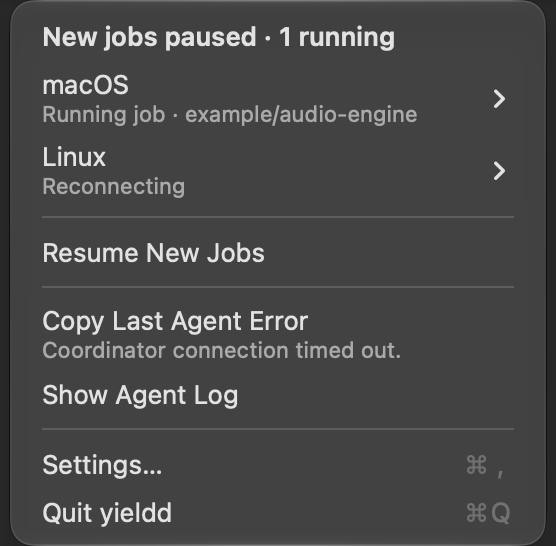 New jobs paused · 1 running
macOS
Running job · example/audio-engine
Linux
Reconnecting
Resume New Jobs
Copy Last Agent Error
Coordinator connection timed out.
Show Agent Log
Settings... ⌘ ,
Quit yieldd ⌘Q